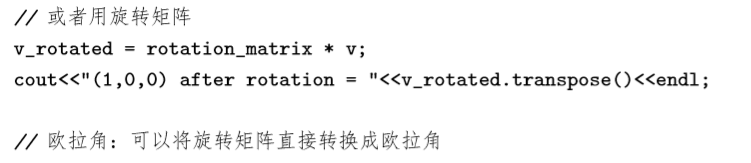 // 或者用旋转矩阵
v_rotated = rotation_matrix * v;
cout<<"(1,0,0) after rotation = "<<v_rotated.transpose()<<endl;
// 欧拉角：可以将旋转矩阵直接转换成欧拉角